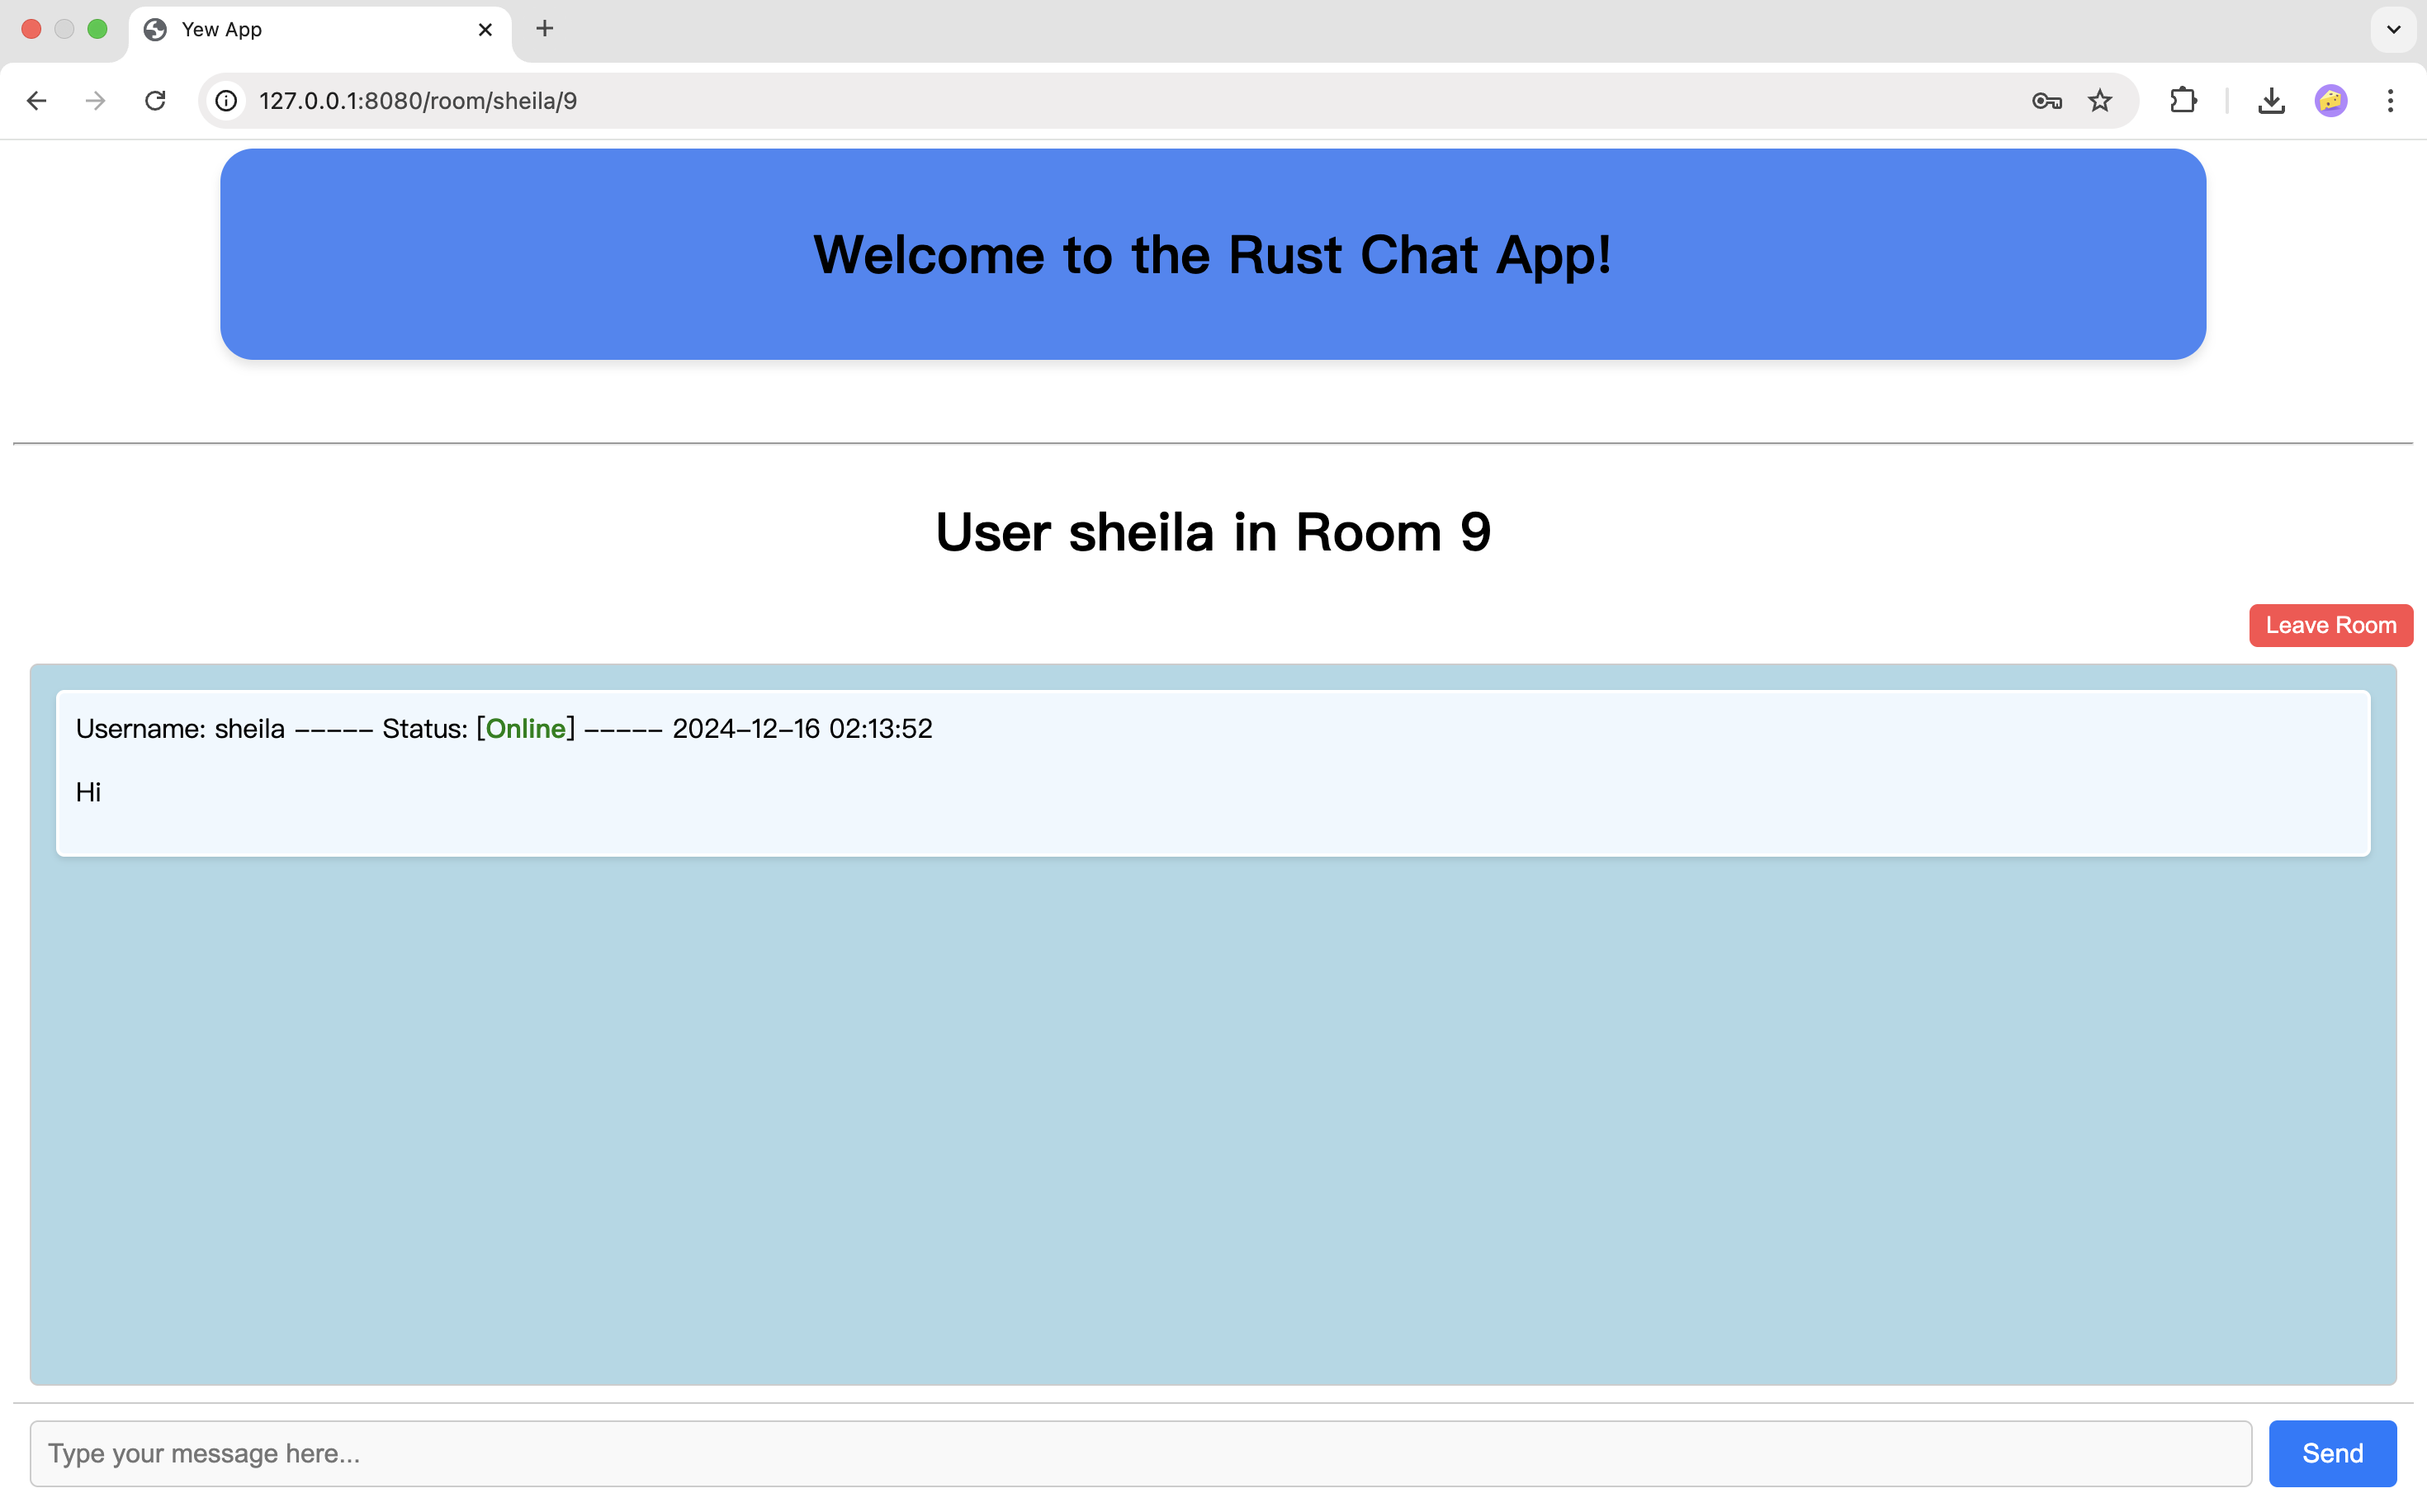 Yew App
127.0.0.1:8080/room/sheila/9
Welcome to the Rust Chat App!
User sheila in Room 9
Leave Room
Username: sheila ----- Status: [Online] ----- 2024-12-16 02:13:52
Hi
Type your message here...
Send